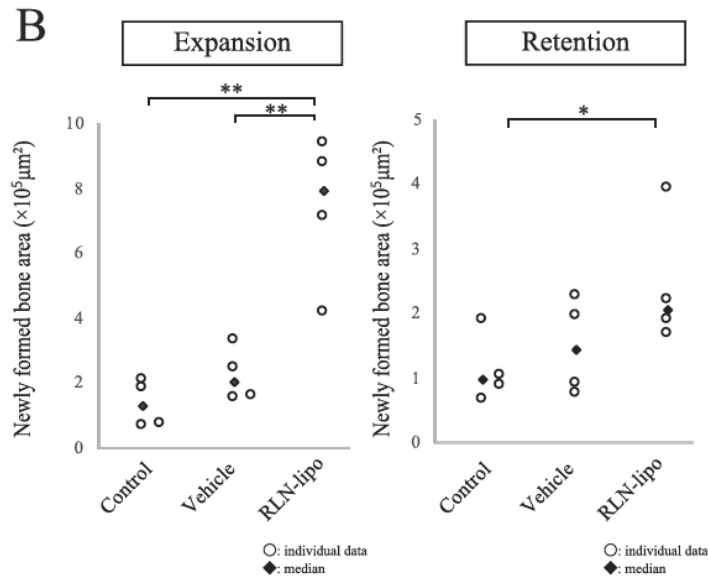 B
Expansion
Retention
**
**
Newly formed bone area (×10⁵μm²)
10
8
6
4
2
0
Control
Vehicle
RLN-lipo
○: individual data
◆: median
*
Newly formed bone area (×10⁵μm²)
5
4
3
2
1
0
Control
Vehicle
RLN-lipo
○: individual data
◆: median